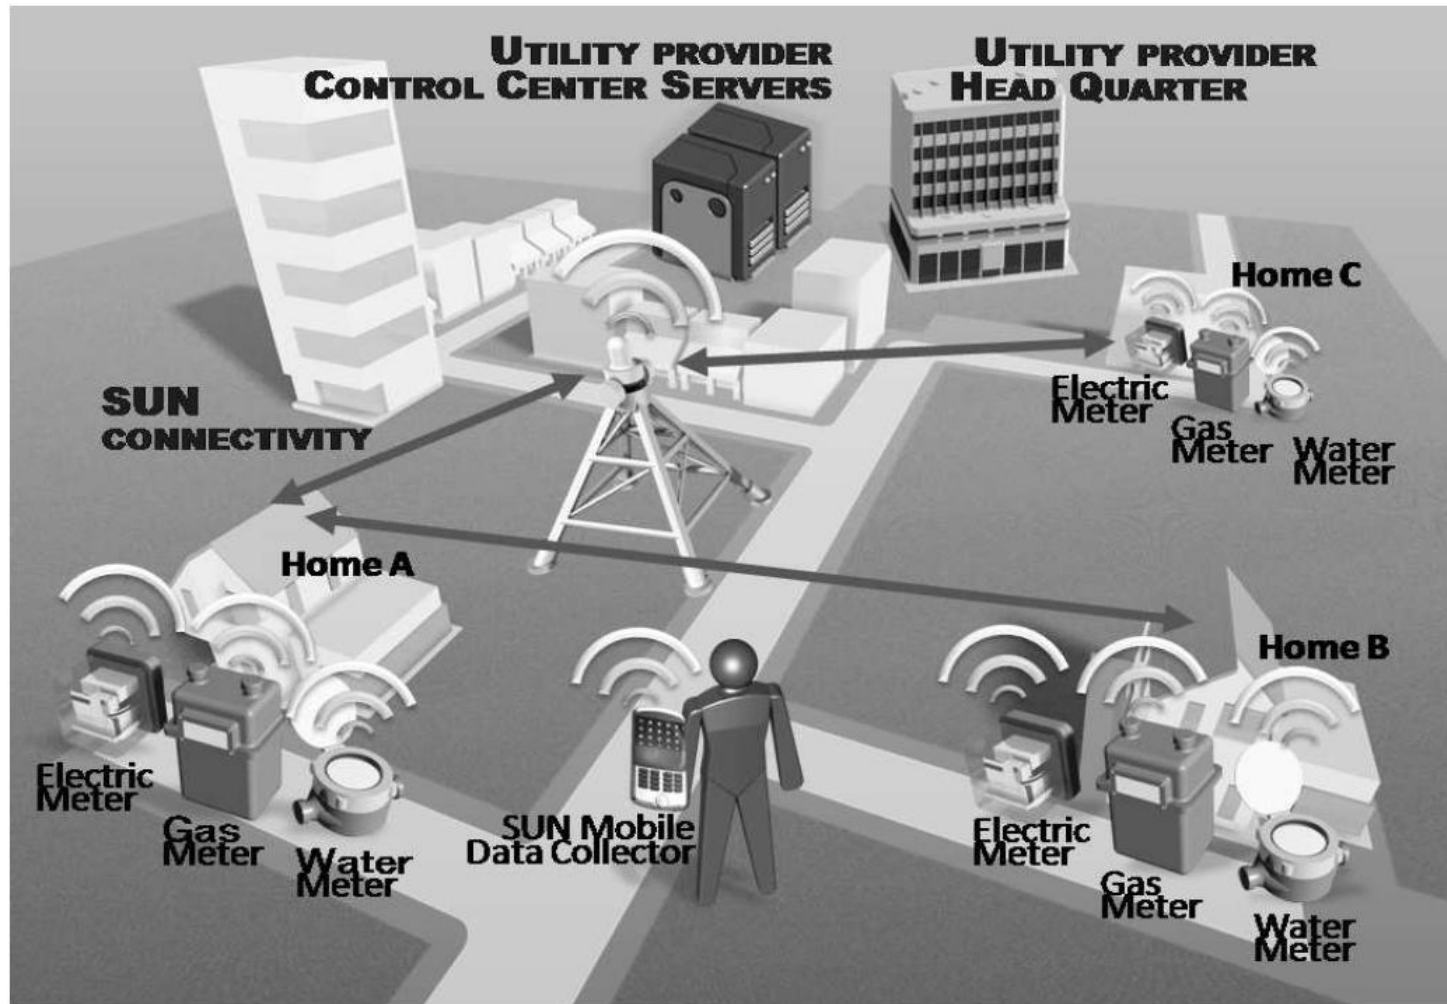 UTILITY PROVIDER
CONTROL CENTER SERVERS
UTILITY PROVIDER
HEAD QUARTER
Home C
Electric
Meter
Gas
Meter
Water
Meter
SUN
CONNECTIVITY
Home A
Electric
Meter
Gas
Meter
Water
Meter
SUN Mobile
Data Collector
Home B
Electric
Meter
Gas
Meter
Water
Meter